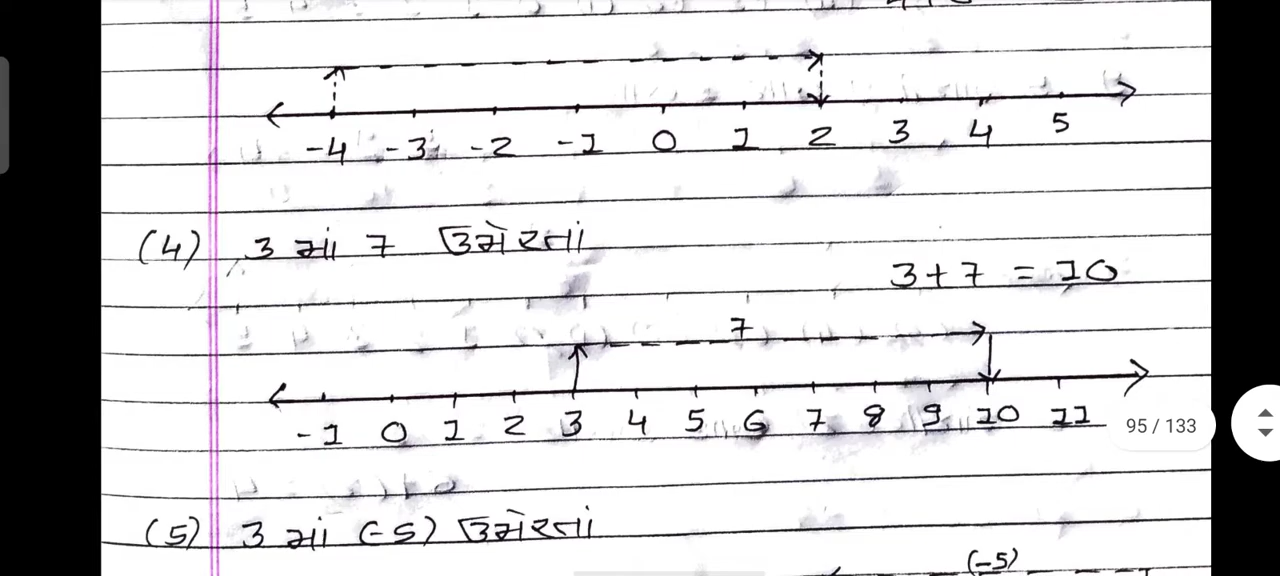 -4 -3 -2 -1 0 1 2 3 4 5
(4) 3 માં 7 ઉમેરતાં
3+7 = 10
7
-1 0 1 2 3 4 5 6 7 8 9 10 11
95 / 133
(5) 3 માં (-5) ઉમેરતાં
(-5)